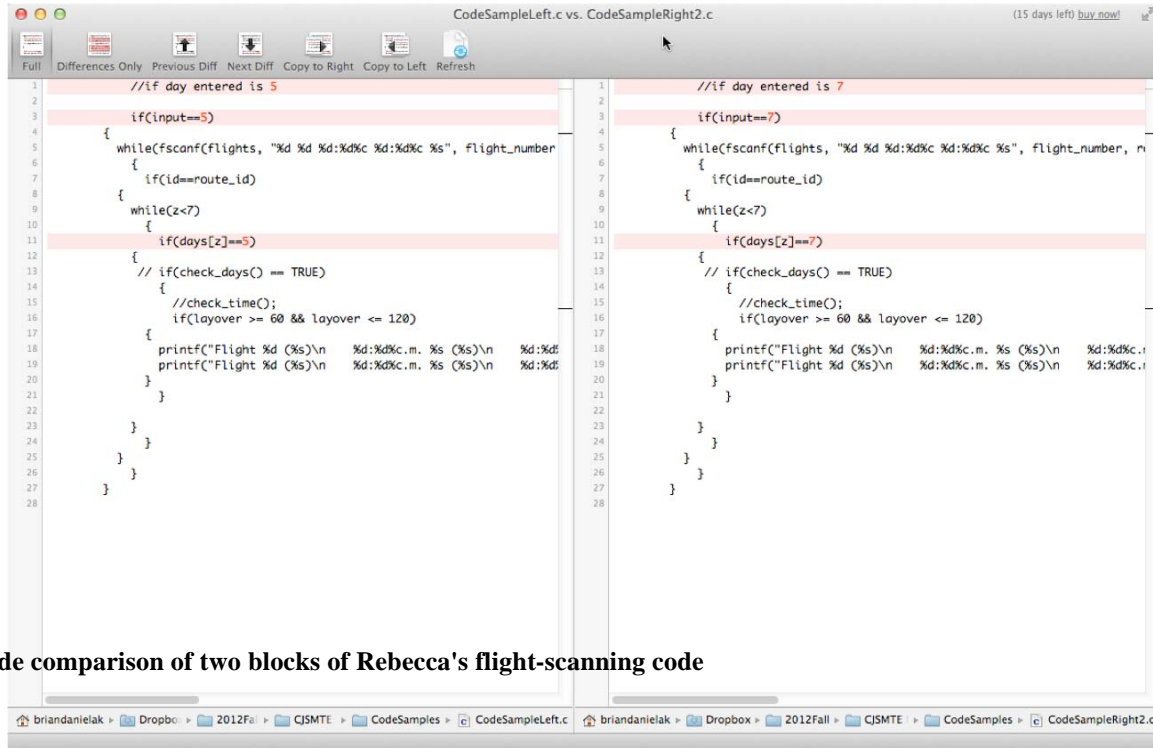 CodeSampleLeft.c vs. CodeSampleRight2.c
(15 days left) buy now!
Full Differences Only Previous Diff Next Diff Copy to Right Copy to Left Refresh
1 //if day entered is 5
2
3 if(input==5)
4 {
5 while(fscanf(flights, "%d %d %d:%d%c %d:%d%c %s", flight_number
6 {
7 if(id==route_id)
8 {
9 while(z<7)
10 {
11 if(days[z]==5)
12 {
13 // if(check_days() == TRUE)
14 {
15 //check_time();
16 if(layover >= 60 && layover <= 120)
17 {
18 printf("Flight %d (%s)\n %d:%d%c.m. %s (%s)\n %d:%d
19 printf("Flight %d (%s)\n %d:%d%c.m. %s (%s)\n %d:%d
20 }
21 }
22
23 }
24 }
25 }
26 }
27 }
28
1 //if day entered is 7
2
3 if(input==7)
4 {
5 while(fscanf(flights, "%d %d %d:%d%c %d:%d%c %s", flight_number,
6 {
7 if(id==route_id)
8 {
9 while(z<7)
10 {
11 if(days[z]==7)
12 {
13 // if(check_days() == TRUE)
14 {
15 //check_time();
16 if(layover >= 60 && layover <= 120)
17 {
18 printf("Flight %d (%s)\n %d:%d%c.m. %s (%s)\n %d:%d%c.
19 printf("Flight %d (%s)\n %d:%d%c.m. %s (%s)\n %d:%d%c.
20 }
21 }
22
23 }
24 }
25 }
26 }
27 }
28
de comparison of two blocks of Rebecca's flight-scanning code
briandanielak Dropbo 2012Fal CJSMTE CodeSamples CodeSampleLeft.c
briandanielak Dropbox 2012Fall CJSMTE CodeSamples CodeSampleRight2.c